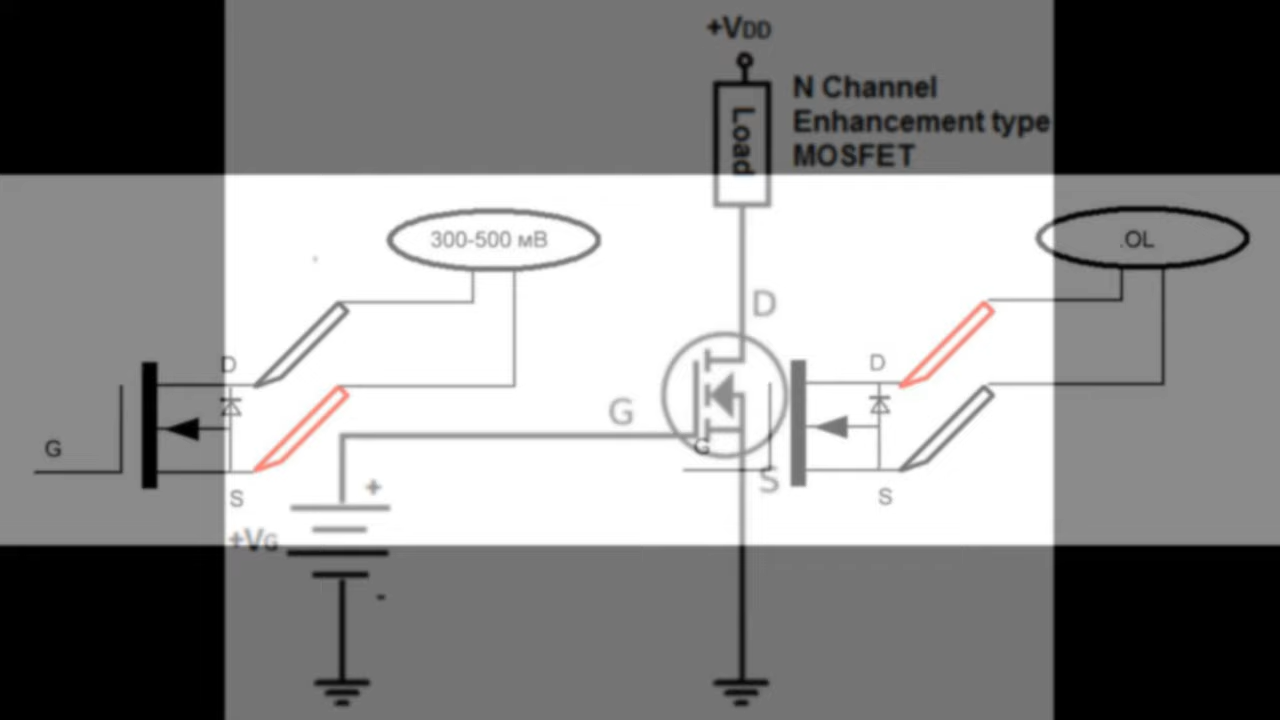 +VDD
Load
N Channel
Enhancement type
MOSFET
300-500 мВ
.OL
D
D
D
G
G
G
S
S
S
+
+VG
-